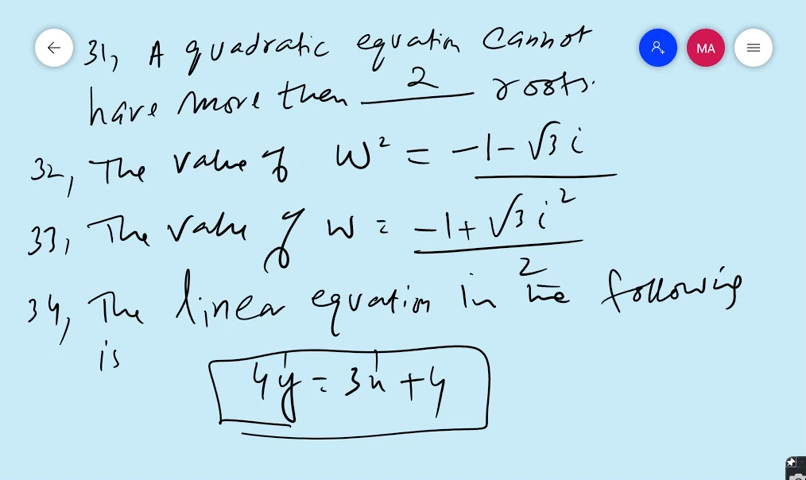 MA
31, A quadratic equation cannot
have more then 2 roots.
32, The value of W² = -1-√3 i
2
33, The value of w = -1+√3 i
2
34, The linear equation in the following
is
4y = 3x + 4